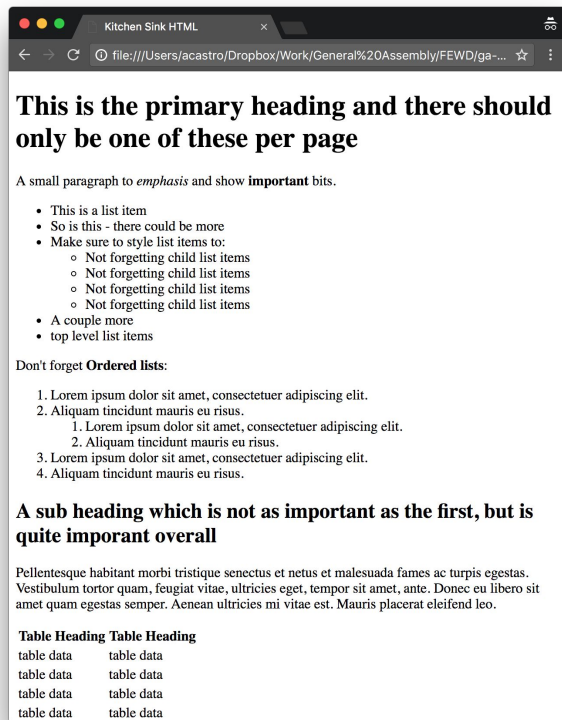 Kitchen Sink HTML
file:///Users/acastro/Dropbox/Work/General%20Assembly/FEWD/ga-...
This is the primary heading and there should
only be one of these per page
A small paragraph to emphasis and show important bits.
This is a list item
So is this - there could be more
Make sure to style list items to:
Not forgetting child list items
Not forgetting child list items
Not forgetting child list items
Not forgetting child list items
A couple more
top level list items
Don't forget Ordered lists:
1. Lorem ipsum dolor sit amet, consectetuer adipiscing elit.
2. Aliquam tincidunt mauris eu risus.
1. Lorem ipsum dolor sit amet, consectetuer adipiscing elit.
2. Aliquam tincidunt mauris eu risus.
3. Lorem ipsum dolor sit amet, consectetuer adipiscing elit.
4. Aliquam tincidunt mauris eu risus.
A sub heading which is not as important as the first, but is
quite imporant overall
Pellentesque habitant morbi tristique senectus et netus et malesuada fames ac turpis egestas.
Vestibulum tortor quam, feugiat vitae, ultricies eget, tempor sit amet, ante. Donec eu libero sit
amet quam egestas semper. Aenean ultricies mi vitae est. Mauris placerat eleifend leo.
Table Heading Table Heading
table data table data
table data table data
table data table data
table data table data